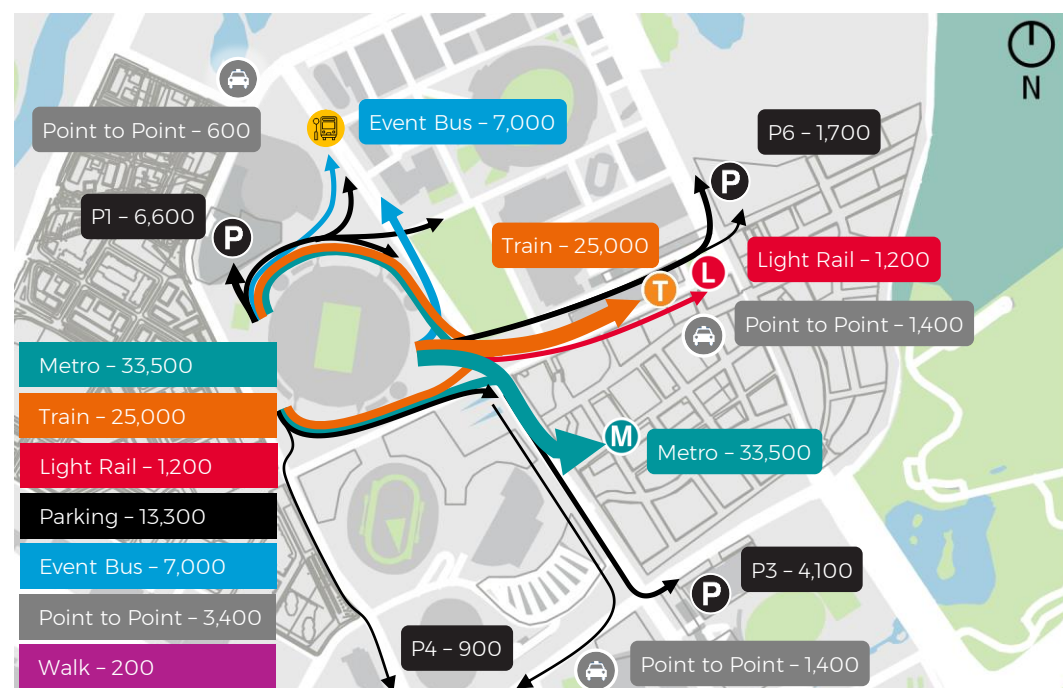 N
Point to Point – 600
Event Bus – 7,000
P6 – 1,700
P
P1 – 6,600
P
Train – 25,000
Light Rail – 1,200
L
T
Point to Point – 1,400
Metro – 33,500
Train – 25,000
Light Rail – 1,200
Parking – 13,300
Event Bus – 7,000
Point to Point – 3,400
Walk – 200
M
Metro – 33,500
P3 – 4,100
P
P4 – 900
Point to Point – 1,400